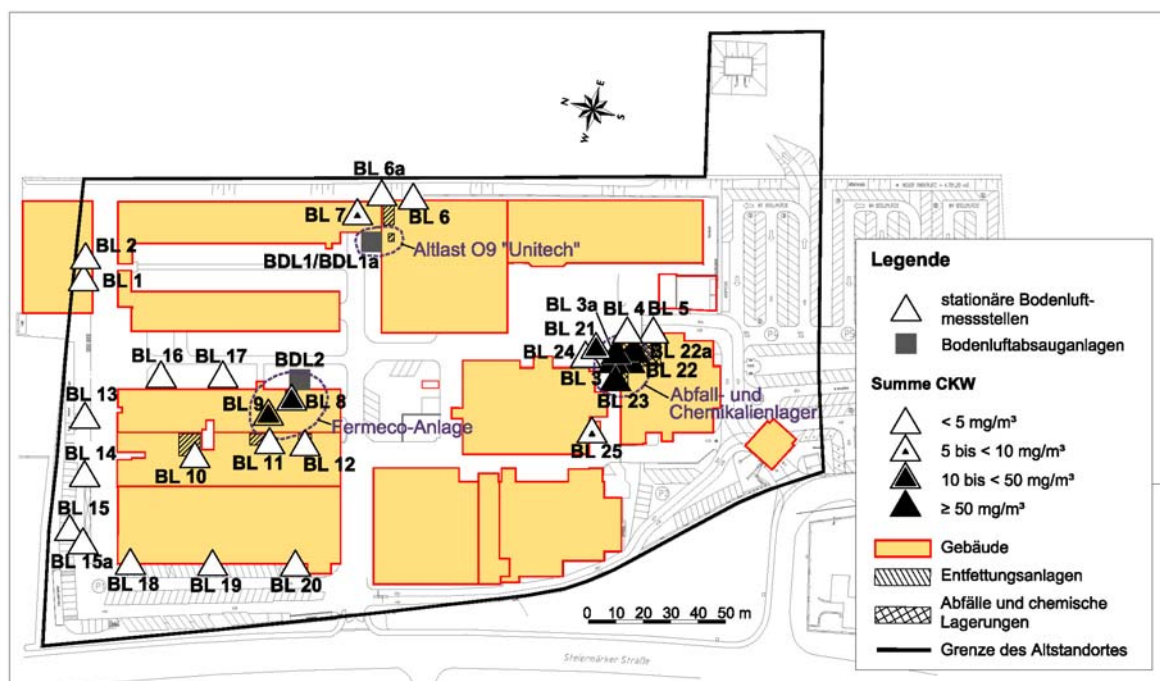 N
E
W
S
BL 6a
BL 7
BL 6
BL 2
BDL1/BDL1a
Altlast O9 "Unitech"
BL 1
BL 3a
BL 4
BL 5
BL 21
BL 16
BL 17
BDL2
BL 24
BL 22a
BL 3
BL 22
BL 13
BL 9
BL 8
BL 23
Abfall- und
Chemikalienlager
Fermeco-Anlage
BL 14
BL 10
BL 11
BL 12
BL 25
BL 15
BL 15a
BL 18
BL 19
BL 20
0 10 20 30 40 50 m
Steiermärker Straße
Legende
stationäre Bodenluft-
messstellen
Bodenluftabsauganlagen
Summe CKW
< 5 mg/m³
5 bis < 10 mg/m³
10 bis < 50 mg/m³
≥ 50 mg/m³
Gebäude
Entfettungsanlagen
Abfälle und chemische
Lagerungen
Grenze des Altstandortes